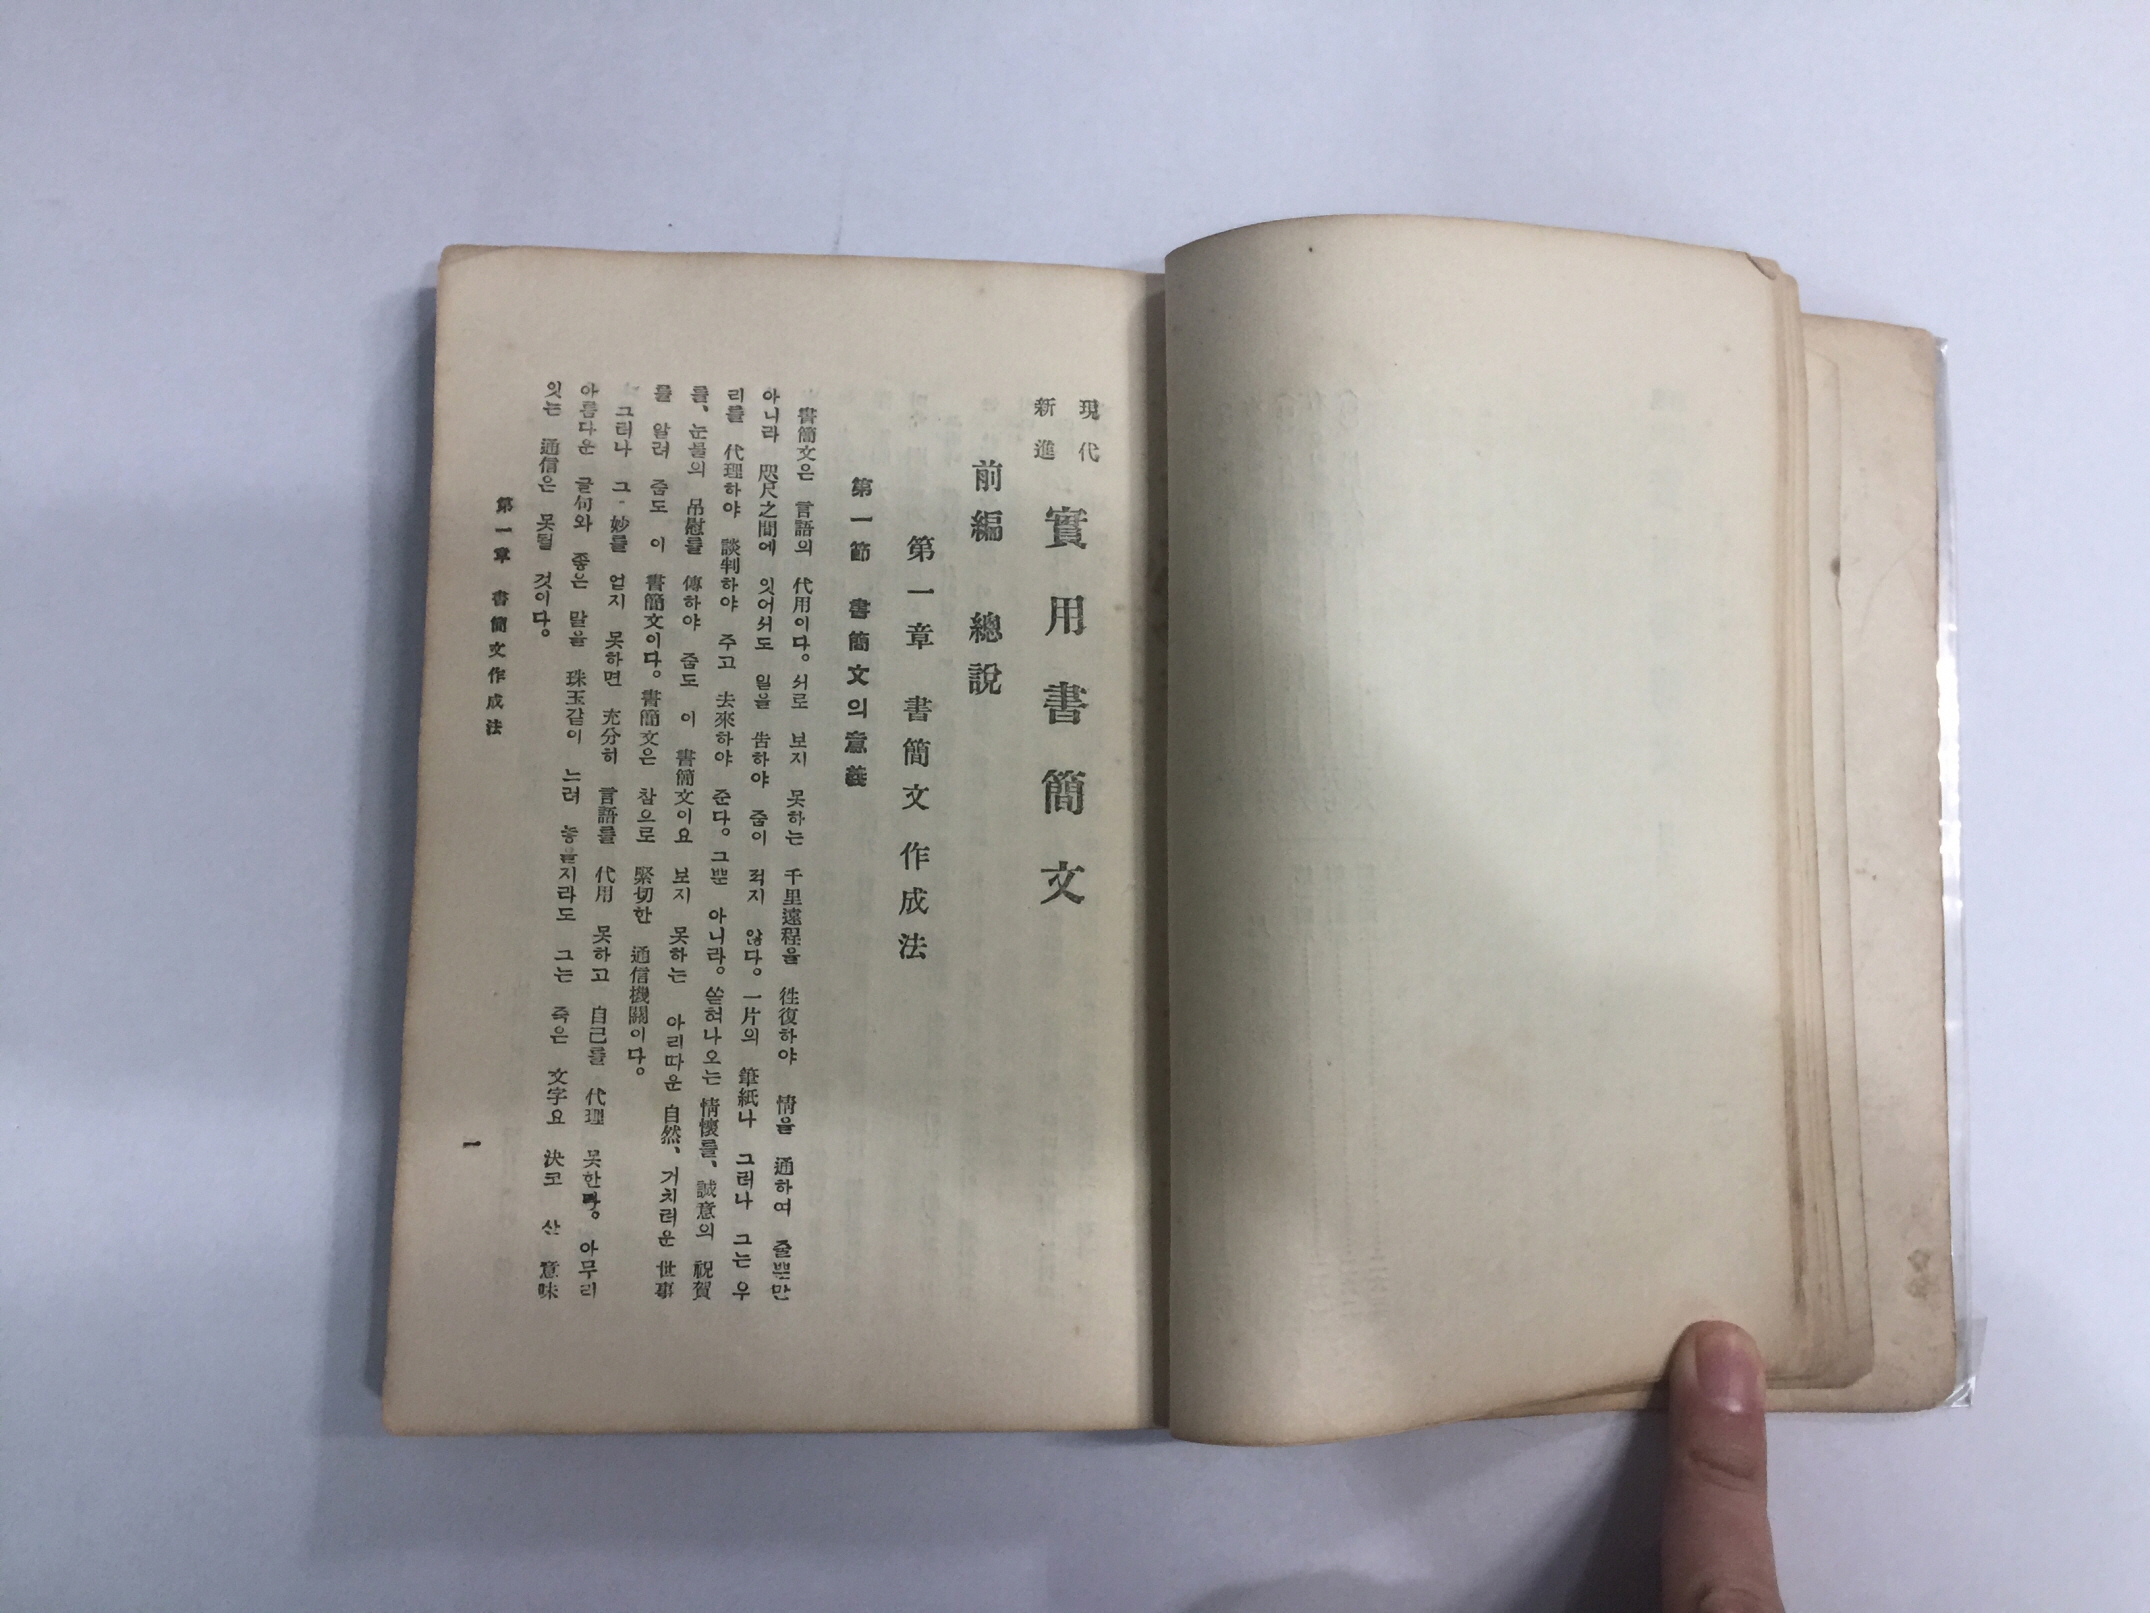 現代
新進
實用書簡文
前編 總說
第一章 書簡文作成法
第一節 書簡文의意義
書簡文은 言語의 代用이다。서로 보지 못하는 千里遠程을 徃復하야 情을 通하여 줄뿐만
아니라 咫尺之間에 잇어서도 일을 告하야 줌이 적지 않다。一片의 筆紙나 그러나 그는 우
리를 代理하야 談判하야 주고 去來하야 준다。그뿐 아니라。쏟혀나오는 情懷를、誠意의 祝賀
를、눈물의 吊慰를 傳하야 줌도 이 書簡文이요 보지 못하는 아리따운 自然、거치러운 世事
를 알려 줌도 이 書簡文이다。書簡文은 참으로 緊切한 通信機關이다。
그러나 그 妙를 얻지 못하면 充分히 言語를 代用 못하고 自己를 代理 못한다。아무리
아름다운 글句와 좋은 말을 珠玉같이 느려 놓을지라도 그는 죽은 文字요 決코 산 意味
잇는 通信은 못될 것이다。
第一章 書簡文作成法
一